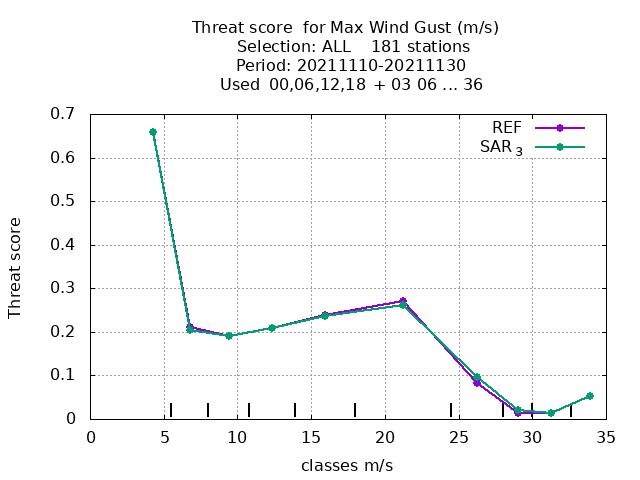 Threat score  for Max Wind Gust (m/s)
Selection: ALL    181 stations
Period: 20211110-20211130
Used  00,06,12,18  + 03 06 ... 36
REF
SAR 3
0.7
0.6
0.5
0.4
0.3
0.2
0.1
0
Threat score
0 5 10 15 20 25 30 35
classes m/s